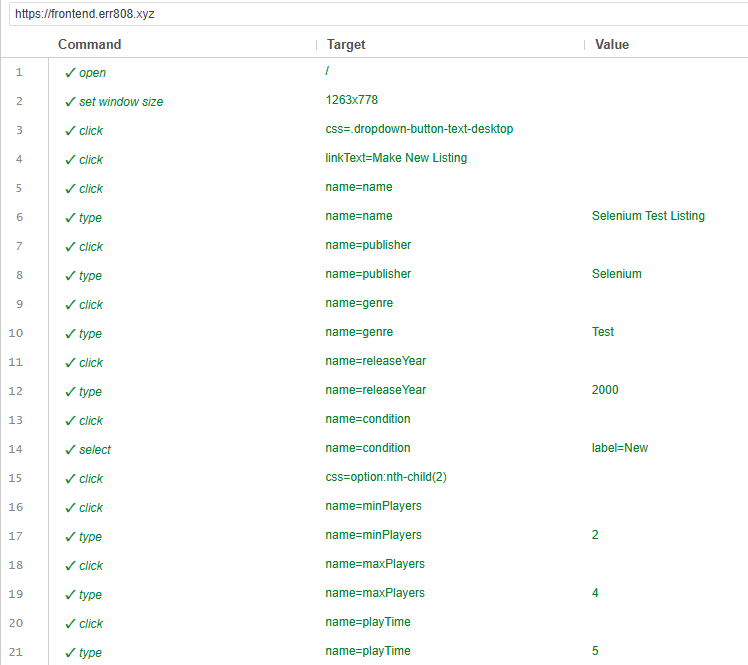 https://frontend.err808.xyz
Command Target Value
1 ✓ open /
2 ✓ set window size 1263x778
3 ✓ click css=.dropdown-button-text-desktop
4 ✓ click linkText=Make New Listing
5 ✓ click name=name
6 ✓ type name=name Selenium Test Listing
7 ✓ click name=publisher
8 ✓ type name=publisher Selenium
9 ✓ click name=genre
10 ✓ type name=genre Test
11 ✓ click name=releaseYear
12 ✓ type name=releaseYear 2000
13 ✓ click name=condition
14 ✓ select name=condition label=New
15 ✓ click css=option:nth-child(2)
16 ✓ click name=minPlayers
17 ✓ type name=minPlayers 2
18 ✓ click name=maxPlayers
19 ✓ type name=maxPlayers 4
20 ✓ click name=playTime
21 ✓ type name=playTime 5